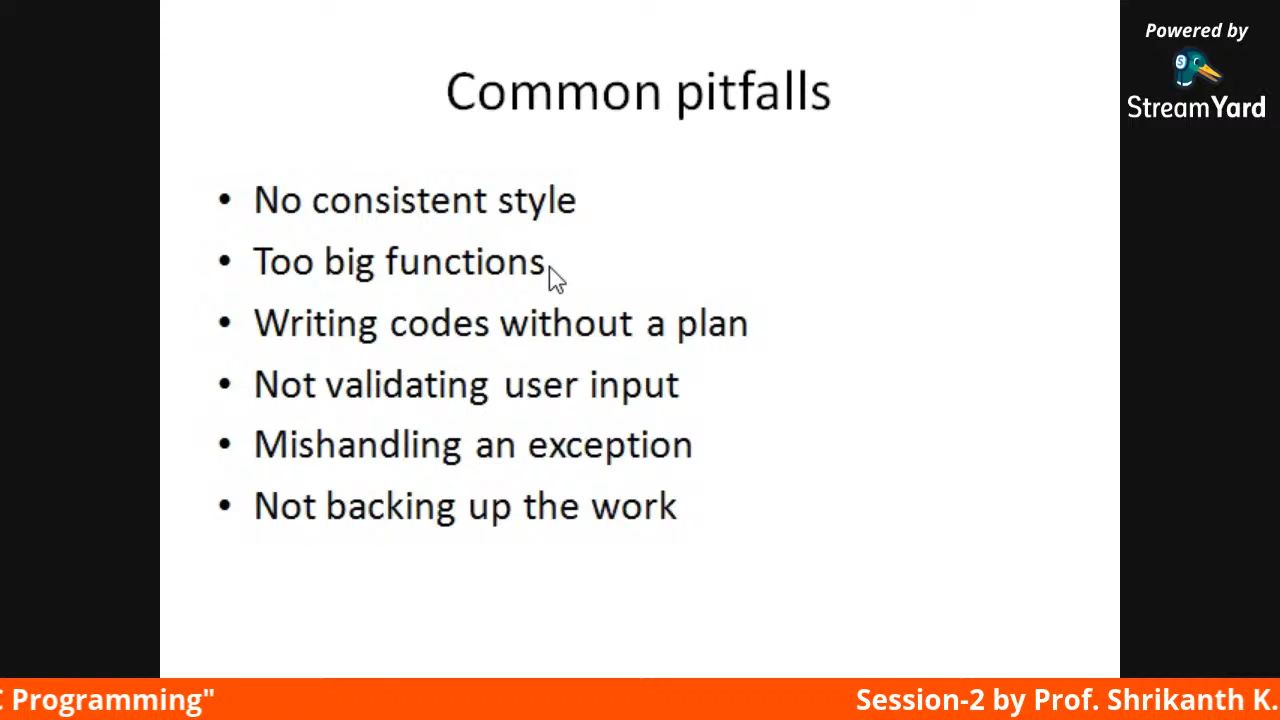 Powered by
StreamYard
Common pitfalls
• No consistent style
• Too big functions
• Writing codes without a plan
• Not validating user input
• Mishandling an exception
• Not backing up the work
Programming" Session-2 by Prof. Shrikanth K.